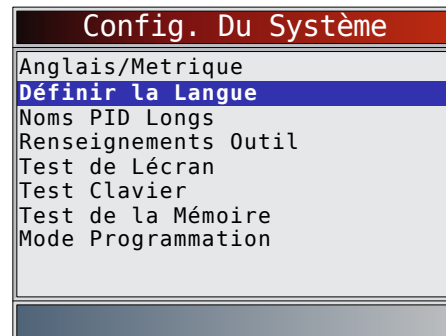 Config. Du Système
Anglais/Metrique
Définir la Langue
Noms PID Longs
Renseignements Outil
Test de Lécran
Test Clavier
Test de la Mémoire
Mode Programmation